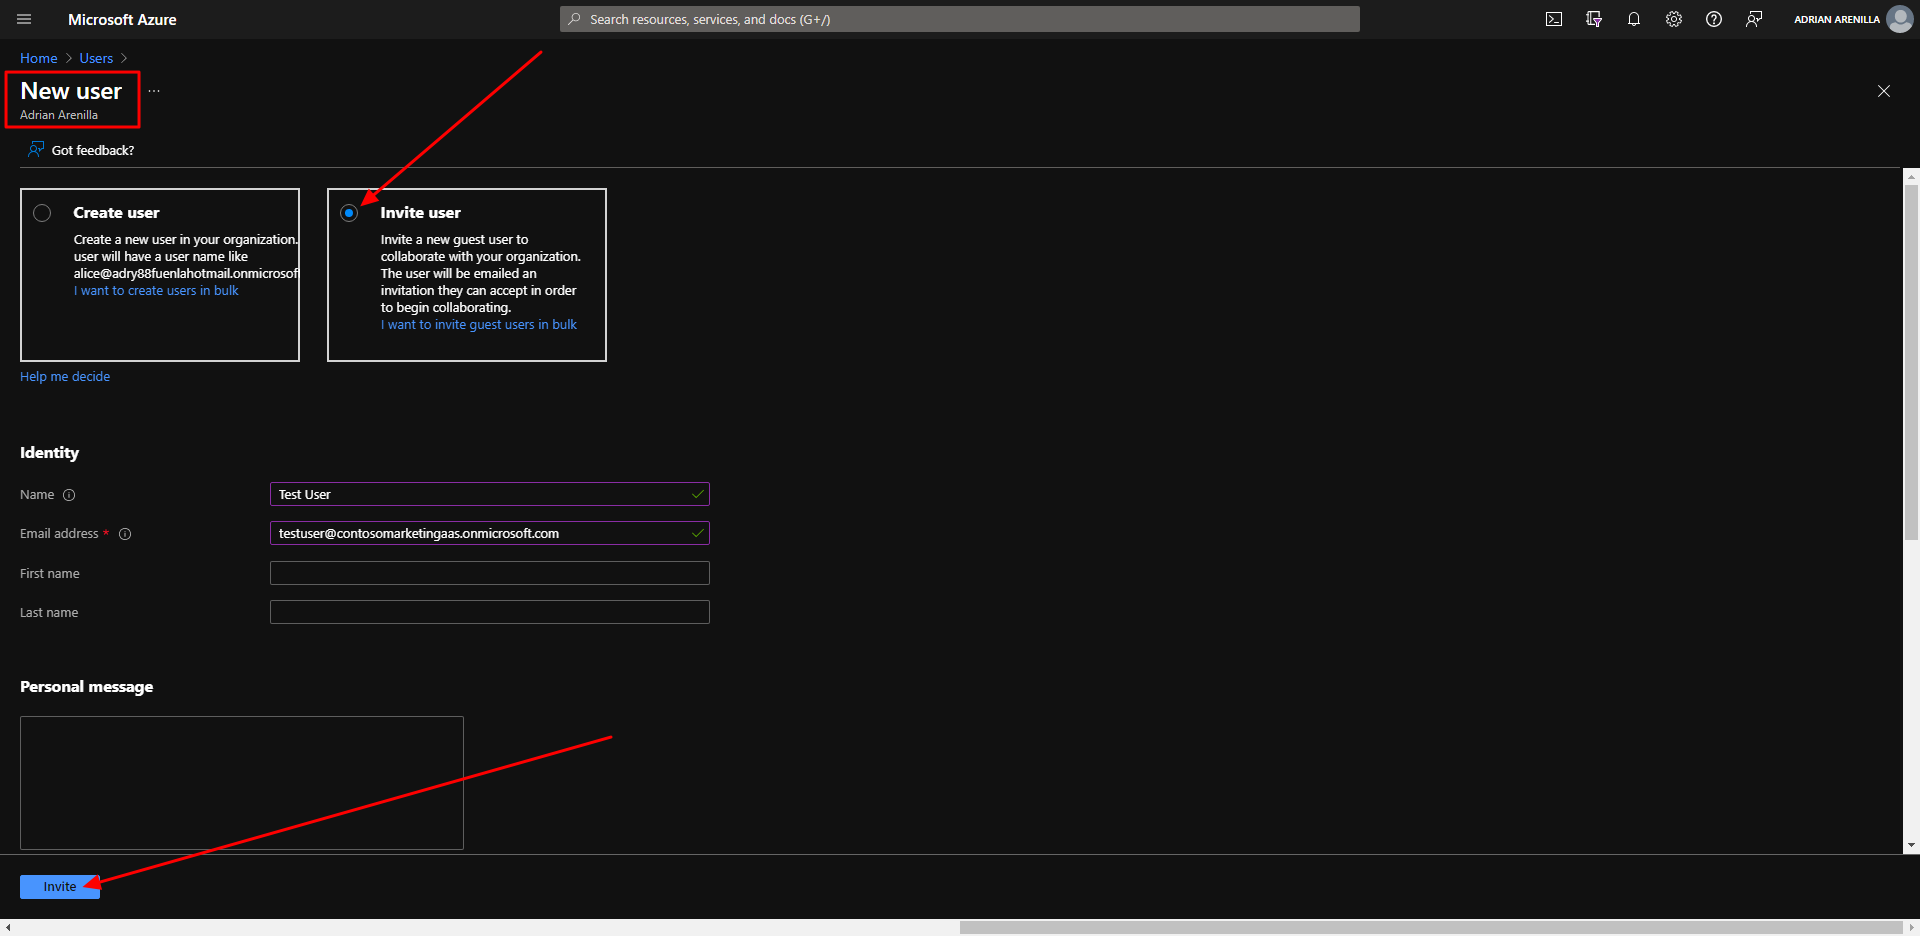 Microsoft Azure
Search resources, services, and docs (G+/)
ADRIAN ARENILLA
Home > Users >
New user ...
Adrian Arenilla
Got feedback?
Create user
Create a new user in your organization.
user will have a user name like
alice@adry88fuenlahotmail.onmicrosoft
I want to create users in bulk
Invite user
Invite a new guest user to
collaborate with your organization.
The user will be emailed an
invitation they can accept in order
to begin collaborating.
I want to invite guest users in bulk
Help me decide
Identity
Name Test User
Email address * testuser@contosomarketingaas.onmicrosoft.com
First name
Last name
Personal message
Invite